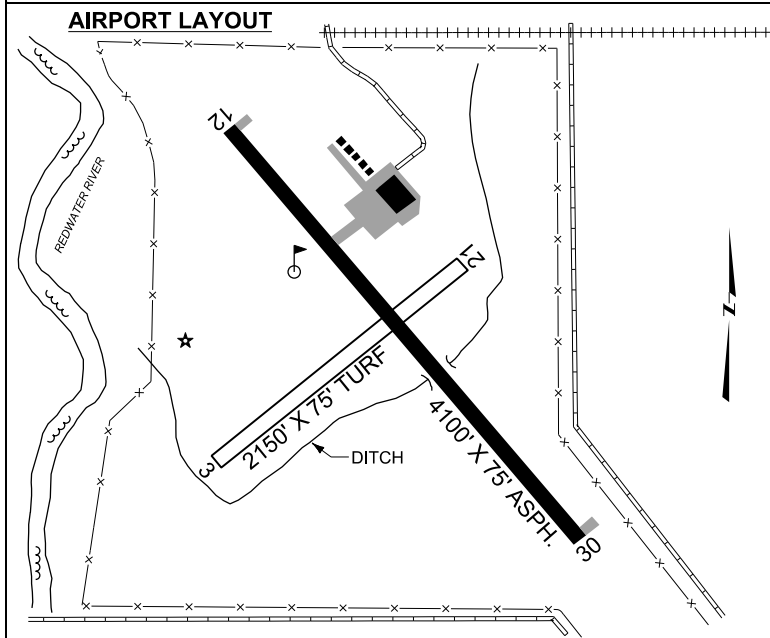 AIRPORT LAYOUT
12
REDWATER RIVER
21
N
2150' X 75' TURF
3
DITCH
4100' X 75' ASPH.
30